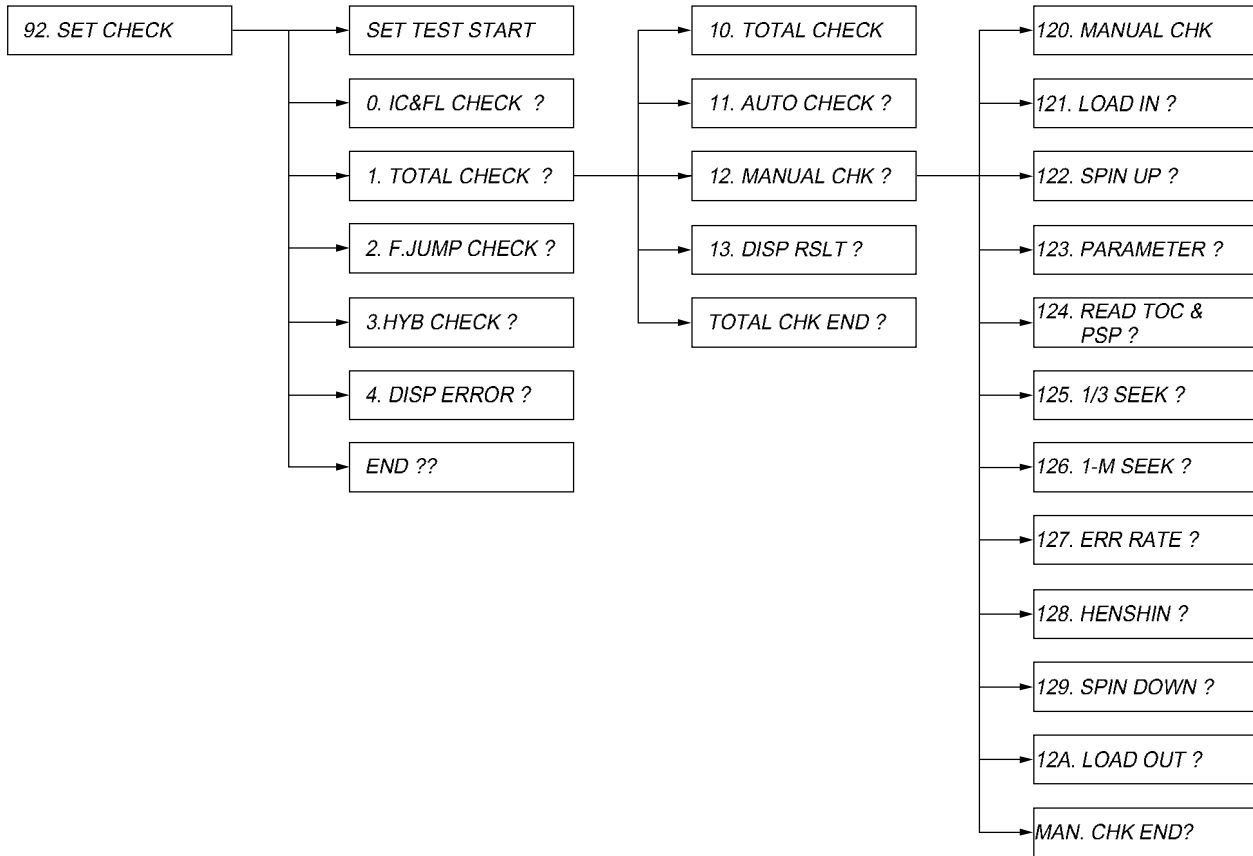 92. SET CHECK
SET TEST START
0. IC&FL CHECK ?
1. TOTAL CHECK ?
2. F.JUMP CHECK ?
3.HYB CHECK ?
4. DISP ERROR ?
END ??
10. TOTAL CHECK
11. AUTO CHECK ?
12. MANUAL CHK ?
13. DISP RSLT ?
TOTAL CHK END ?
120. MANUAL CHK
121. LOAD IN ?
122. SPIN UP ?
123. PARAMETER ?
124. READ TOC &
PSP ?
125. 1/3 SEEK ?
126. 1-M SEEK ?
127. ERR RATE ?
128. HENSHIN ?
129. SPIN DOWN ?
12A. LOAD OUT ?
MAN. CHK END?